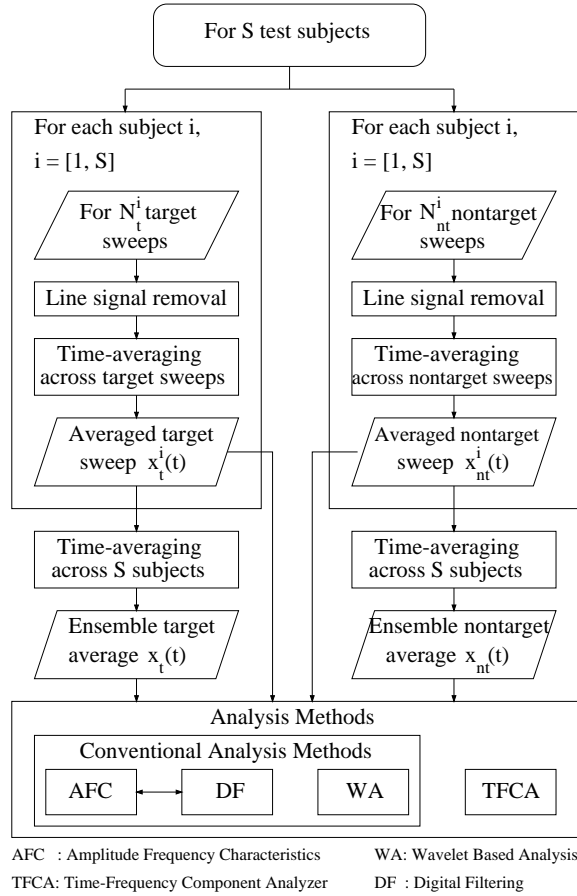 For S test subjects
For each subject i,
i = [1, S]
For N_t^i target
sweeps
Line signal removal
Time-averaging
across target sweeps
Averaged target
sweep x_t^i(t)
Time-averaging
across S subjects
Ensemble target
average x_t(t)
For each subject i,
i = [1, S]
For N_nt^i nontarget
sweeps
Line signal removal
Time-averaging
across nontarget sweeps
Averaged nontarget
sweep x_nt^i(t)
Time-averaging
across S subjects
Ensemble nontarget
average x_nt(t)
Analysis Methods
Conventional Analysis Methods
AFC DF WA TFCA
AFC : Amplitude Frequency Characteristics WA: Wavelet Based Analysis
TFCA: Time-Frequency Component Analyzer DF : Digital Filtering